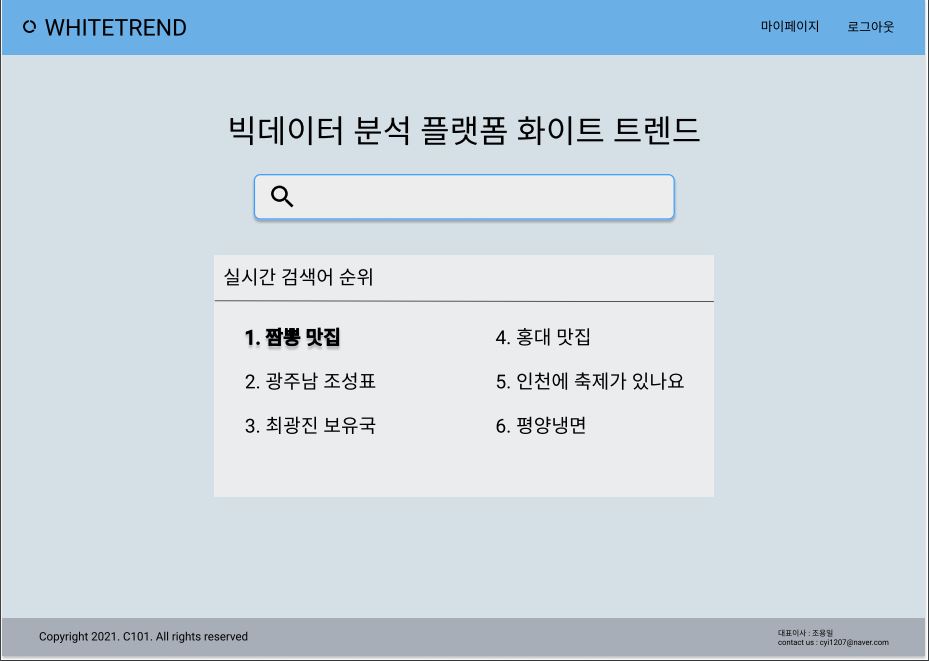 WHITETREND
마이페이지 로그아웃
빅데이터 분석 플랫폼 화이트 트렌드
실시간 검색어 순위
1. 짬뽕 맛집
2. 광주남 조성표
3. 최광진 보유국
4. 홍대 맛집
5. 인천에 축제가 있나요
6. 평양냉면
Copyright 2021. C101. All rights reserved
대표이사 : 조용일
contact us : cyi1207@naver.com